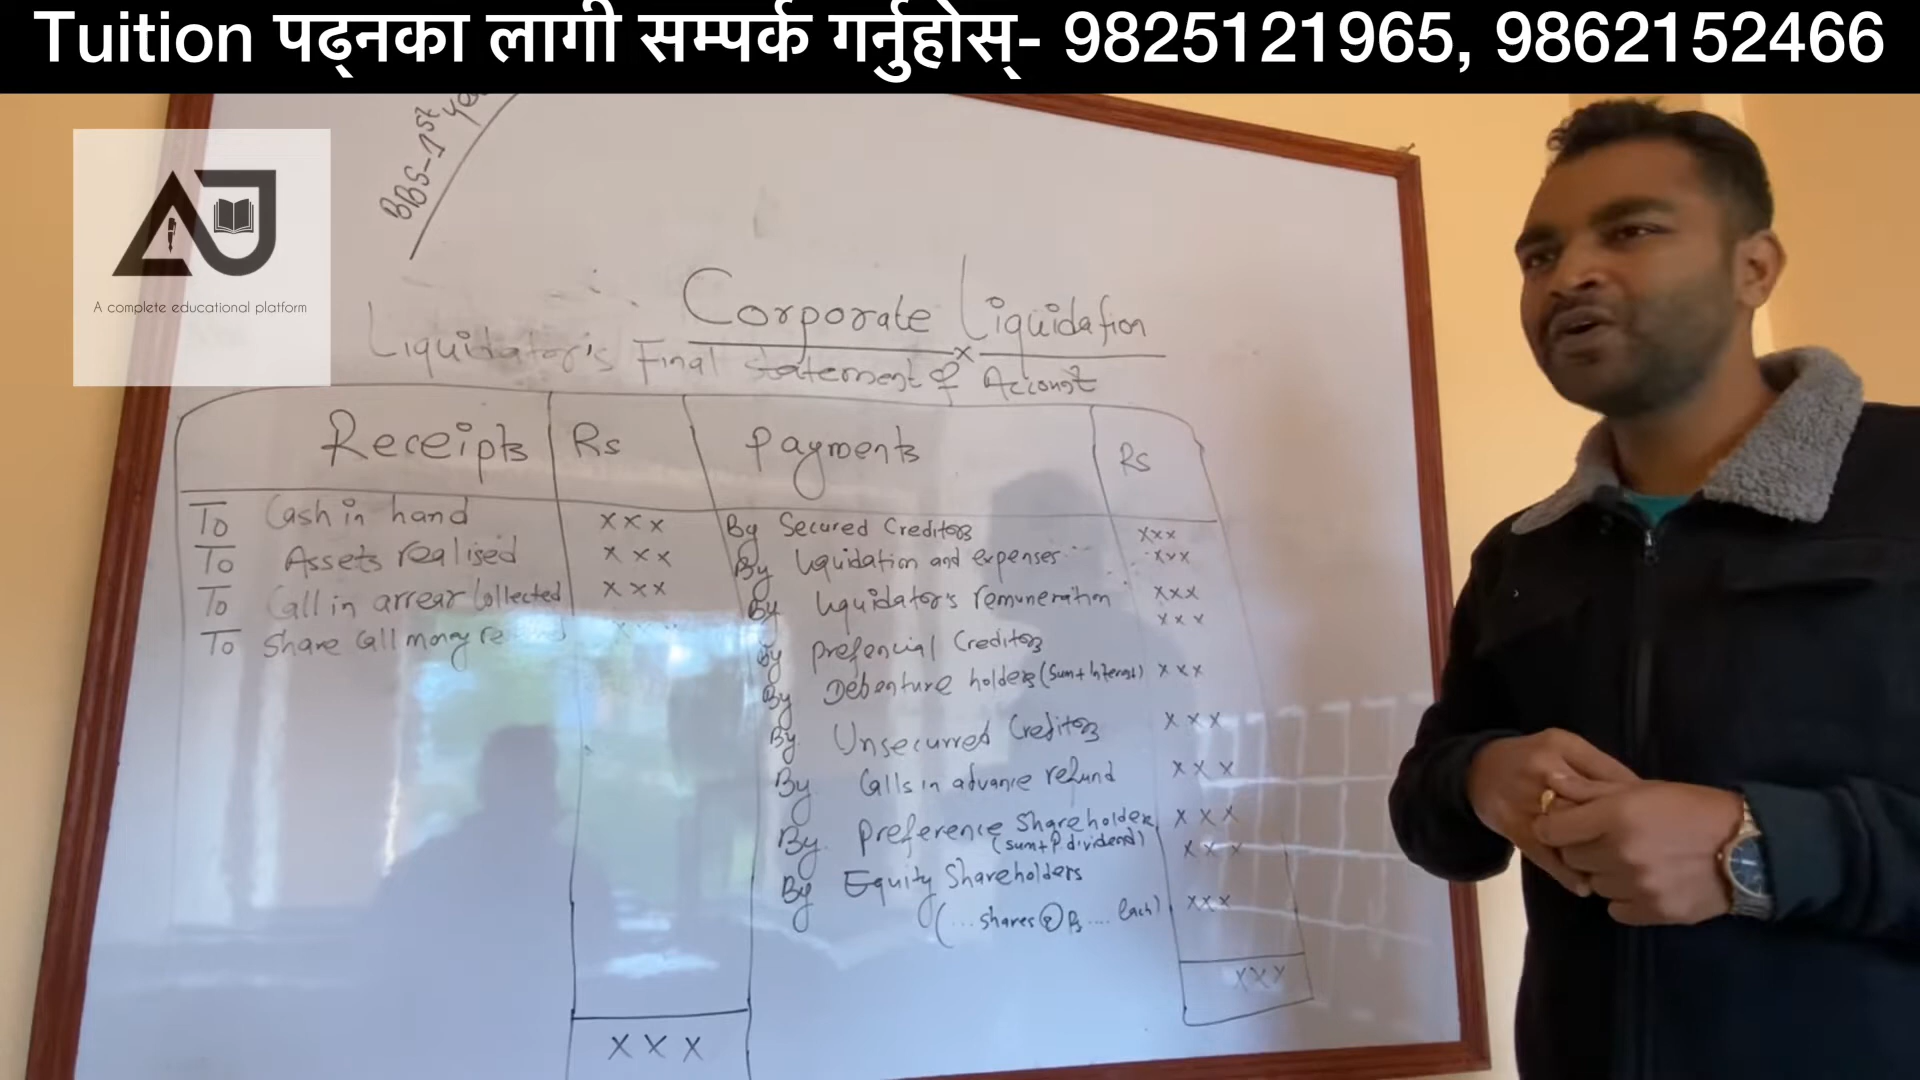 Tuition पढ्नका लागी सम्पर्क गर्नुहोस्- 9825121965, 9862152466
BBS-1st
AJ
A complete educational platform
Corporate Liquidation
Liquidator's Final Statement of Account
Receipts Rs Payments Rs
To Cash in hand xxx By Secured Creditors xxx
To Assets realised xxx By Liquidation and expenses xxx
To Call in arrear Collected xxx By Liquidator's remuneration xxx
To Share Call money xxx By prefencial Creditors xxx
By Debenture holders (Sum+Interest) xxx
By Unsecurred Creditors xxx
By Calls in advance refund xxx
By Preference Shareholders xxx
(sum+P.dividend) xxx
By Equity Shareholders
(...shares@Rs.... Each) xxx
xxx
xxx